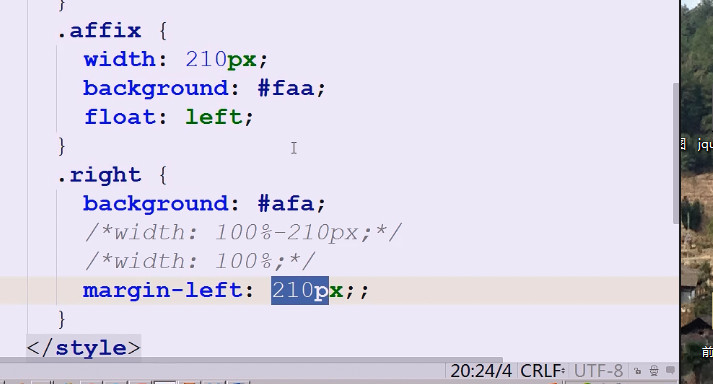 }
.affix {
width: 210px;
background: #faa;
float: left;
}
.right {
background: #afa;
/*width: 100%-210px;*/
/*width: 100%;*/
margin-left: 210px;;
}
</style>
20:24/4 CRLF UTF-8
jqu
前